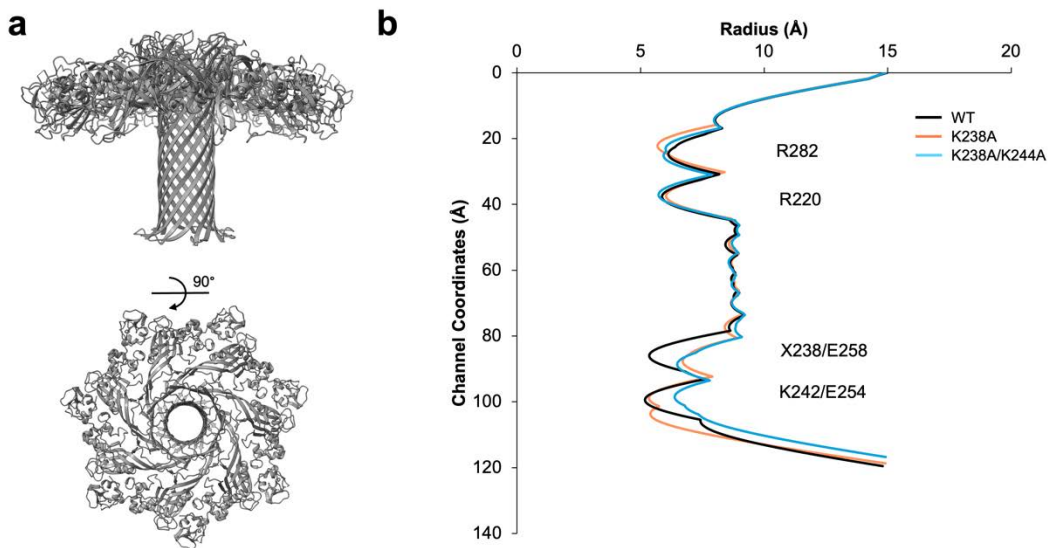 a
90°
b
Radius (Å)
0 5 10 15 20
0
20
40
60
80
100
120
140
Channel Coordinates (Å)
WT
K238A
K238A/K244A
R282
R220
X238/E258
K242/E254